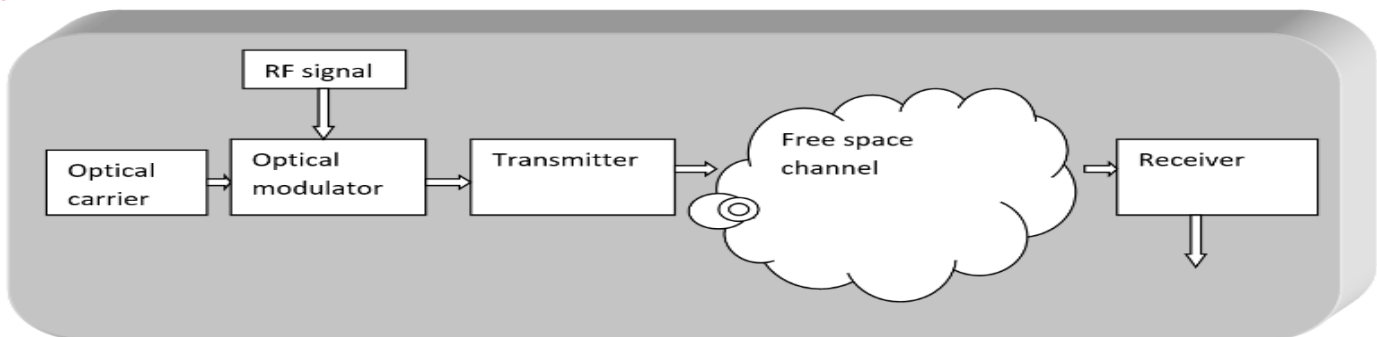 RF signal
Optical
carrier
Optical
modulator
Transmitter
Free space
channel
Receiver